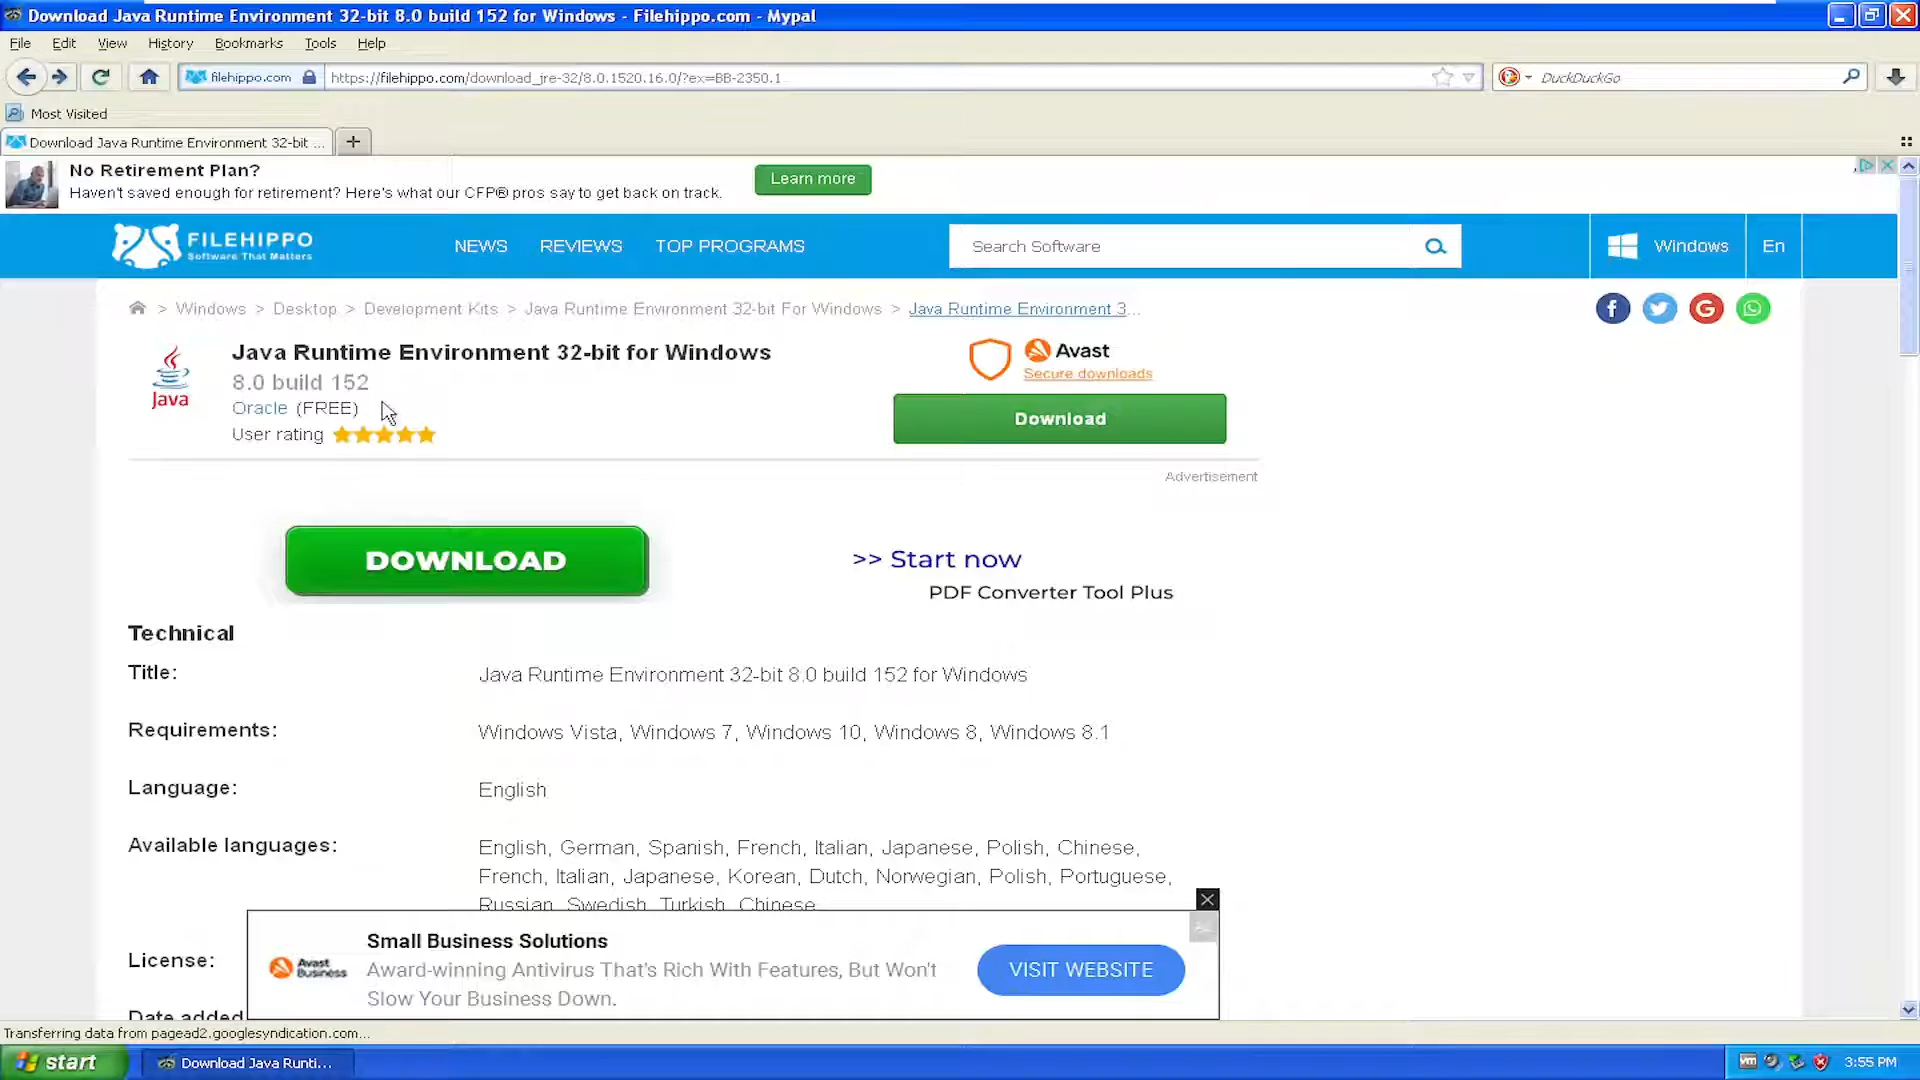 Download Java Runtime Environment 32-bit 8.0 build 152 for Windows - Filehippo.com - Mypal
File Edit View History Bookmarks Tools Help
filehippo.com https://filehippo.com/download_jre-32/8.0.1520.16.0/?ex=BB-2350.1 DuckDuckGo
Most Visited
Download Java Runtime Environment 32-bit ...
No Retirement Plan?
Haven't saved enough for retirement? Here's what our CFP® pros say to get back on track.
Learn more
FILEHIPPO
Software That Matters
NEWS REVIEWS TOP PROGRAMS
Search Software
Windows En
> Windows > Desktop > Development Kits > Java Runtime Environment 32-bit For Windows > Java Runtime Environment 3...
Java
Java Runtime Environment 32-bit for Windows
8.0 build 152
Oracle (FREE)
User rating
Avast
Secure downloads
Download
Advertisement
DOWNLOAD
>> Start now
PDF Converter Tool Plus
Technical
Title: Java Runtime Environment 32-bit 8.0 build 152 for Windows
Requirements: Windows Vista, Windows 7, Windows 10, Windows 8, Windows 8.1
Language: English
Available languages: English, German, Spanish, French, Italian, Japanese, Polish, Chinese,
French, Italian, Japanese, Korean, Dutch, Norwegian, Polish, Portuguese,
Russian, Swedish, Turkish, Chinese
License:
Date added
Avast
Business
Small Business Solutions
Award-winning Antivirus That's Rich With Features, But Won't
Slow Your Business Down.
VISIT WEBSITE
Transferring data from pagead2.googlesyndication.com...
start Download Java Runti... vm 3:55 PM